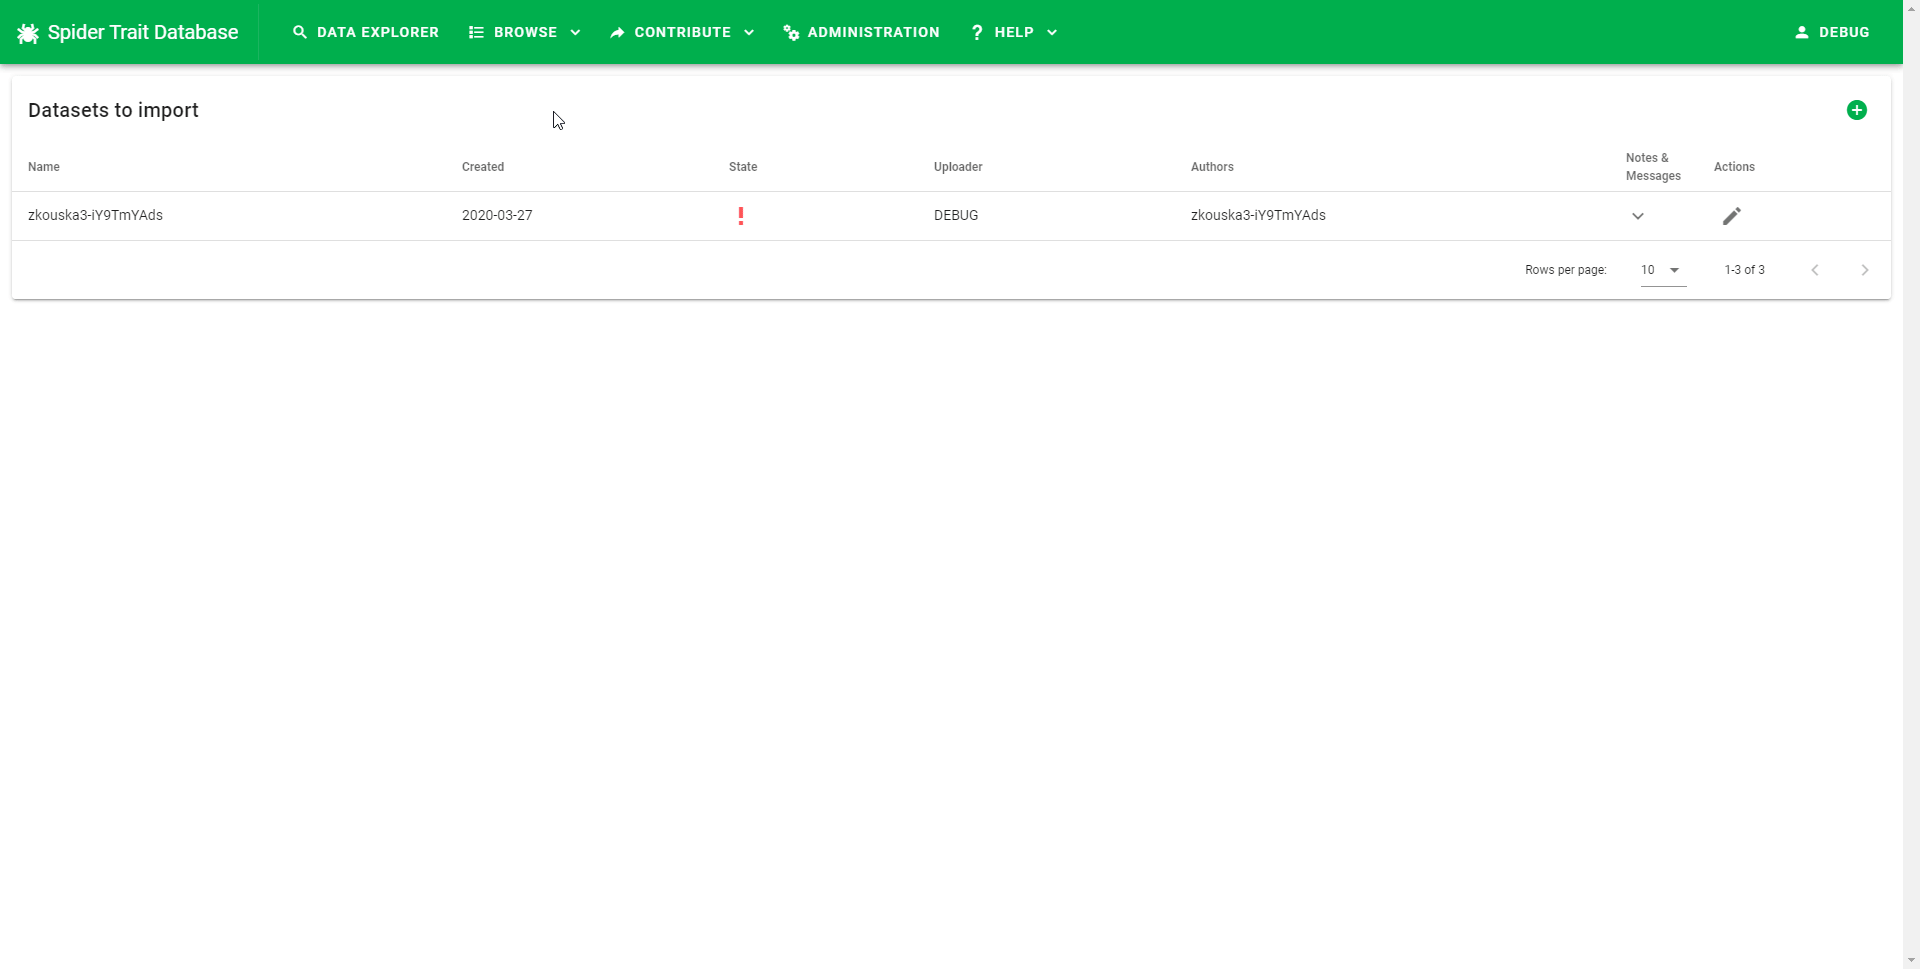 Spider Trait Database DATA EXPLORER BROWSE CONTRIBUTE ADMINISTRATION ? HELP DEBUG
Datasets to import
Name Created State Uploader Authors Notes & Messages Actions
zkouska3-iY9TmYAds 2020-03-27 ! DEBUG zkouska3-iY9TmYAds
Rows per page: 10 1-3 of 3